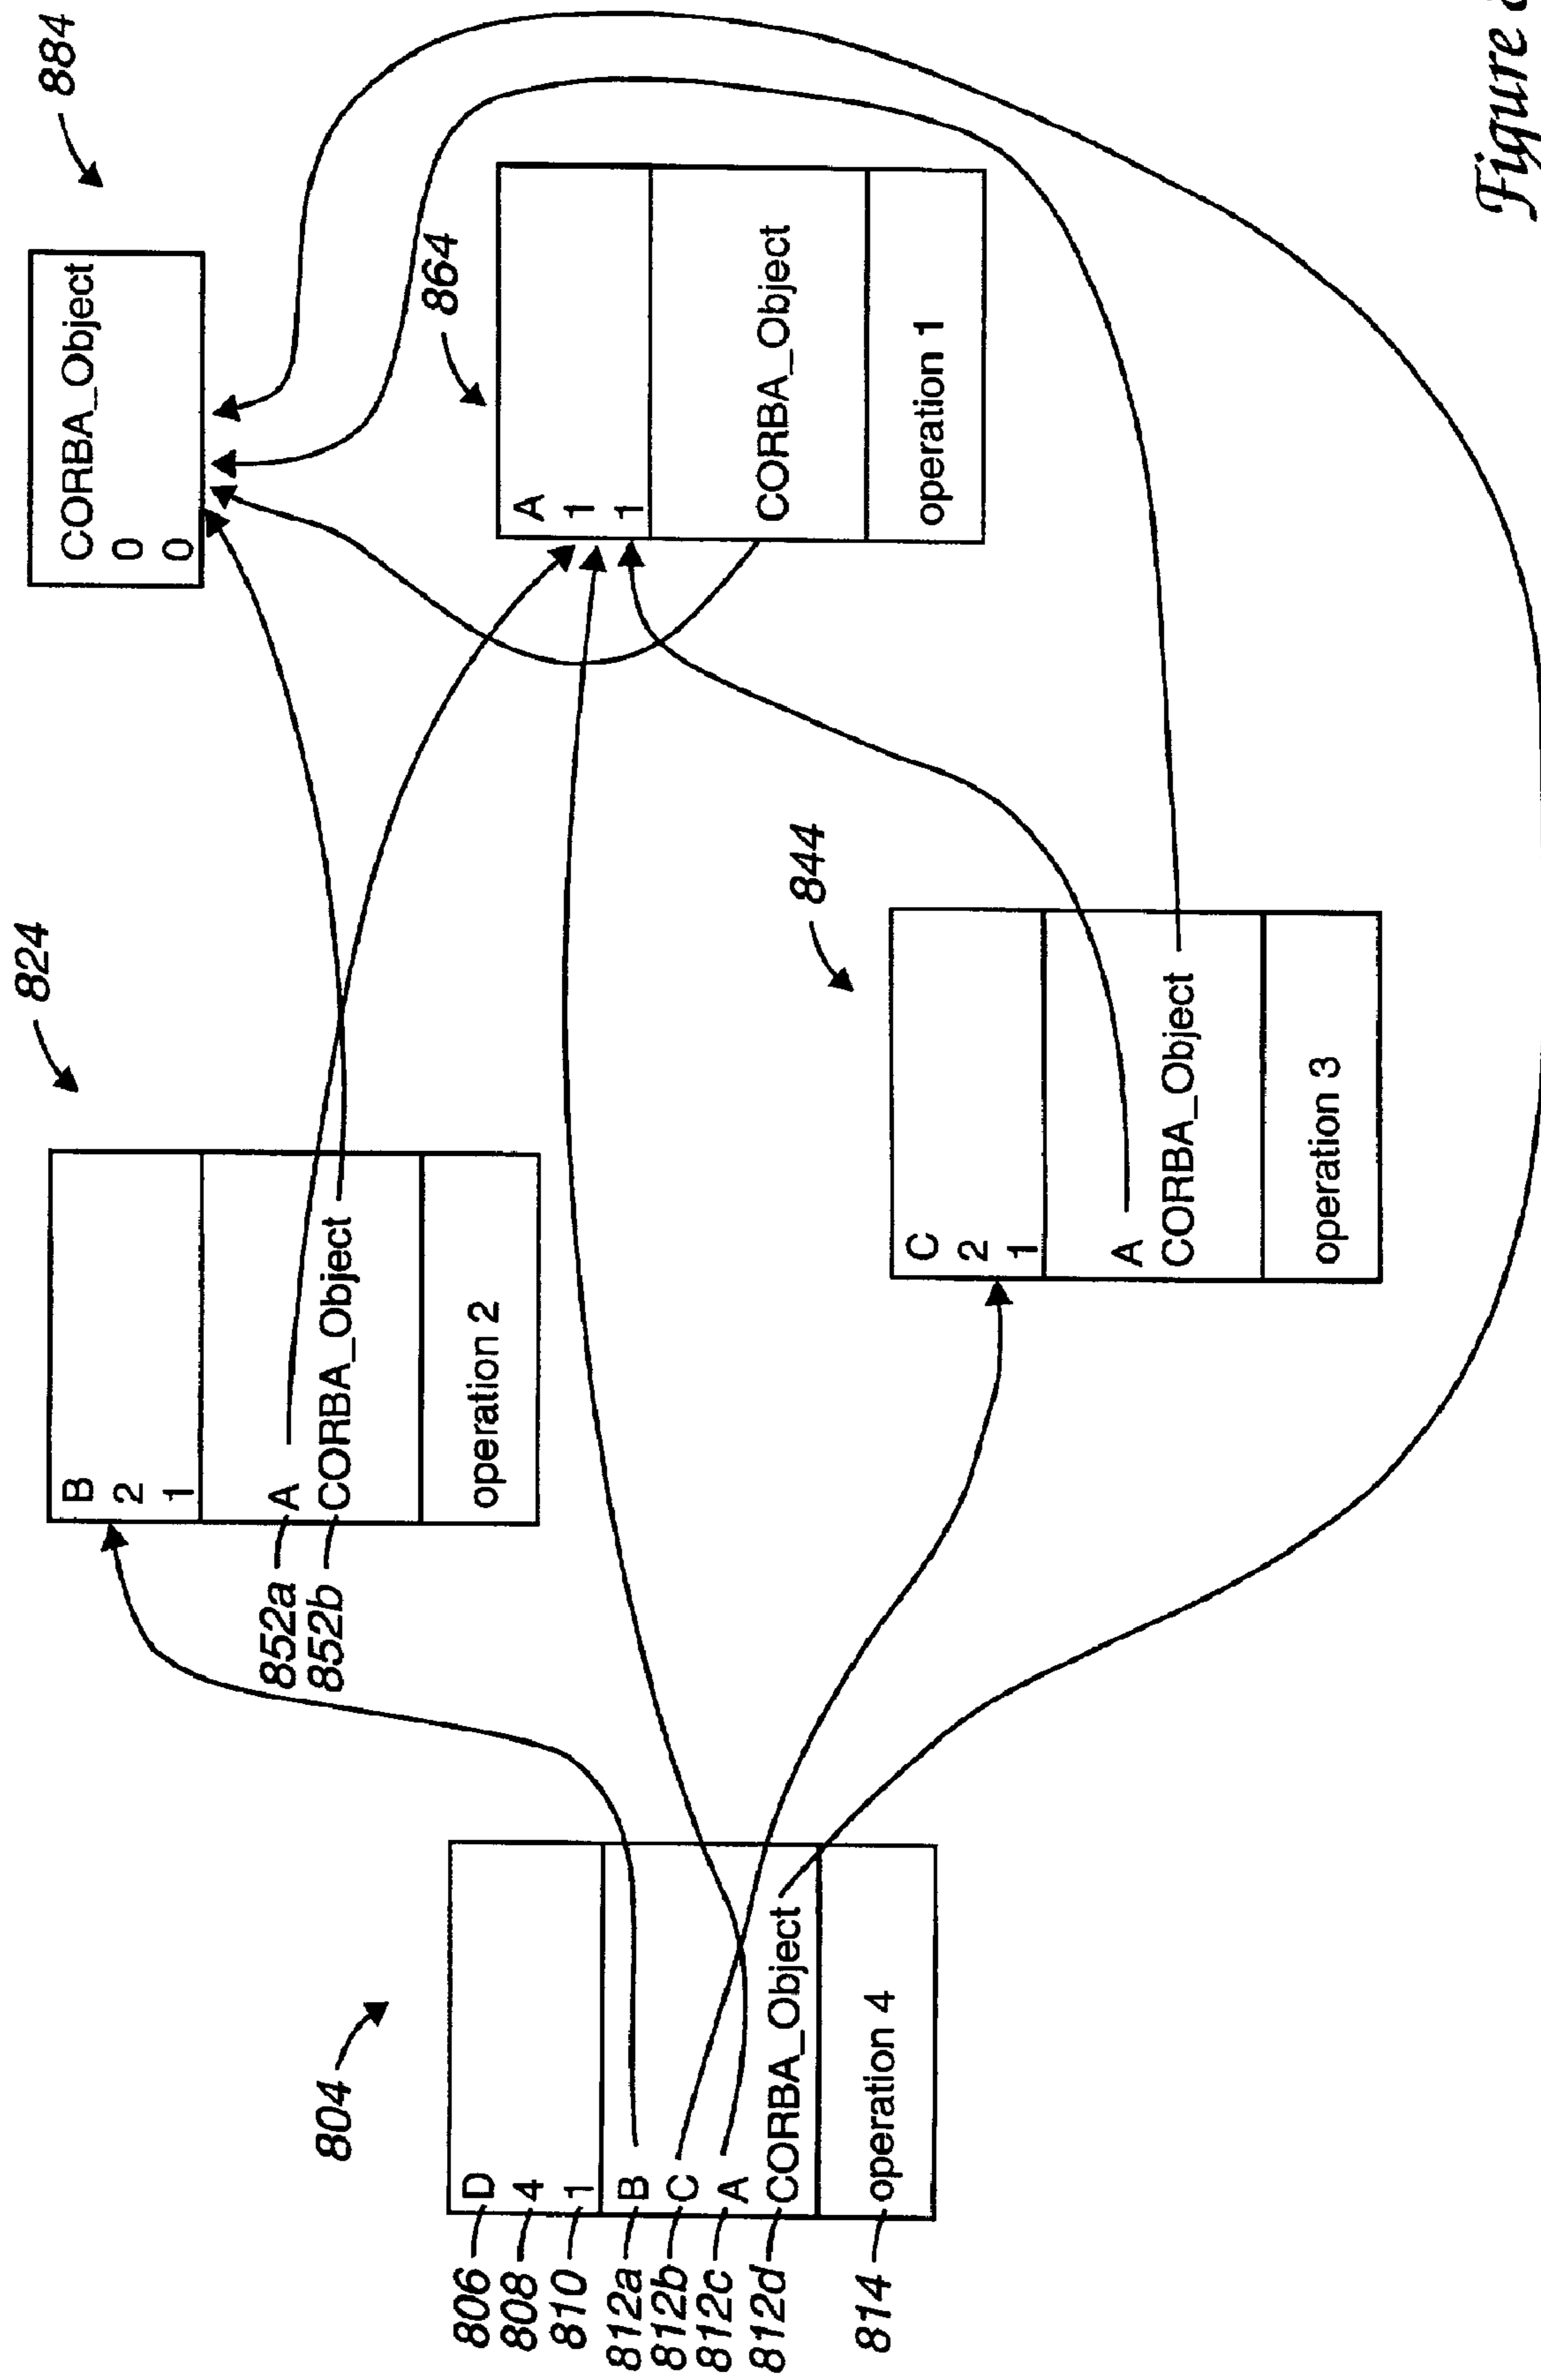 804
806
D
808
4
810
1
812a
B
812b
C
812c
A
812d
CORBA_Object
814
operation 4
824
B
2
1
852a
A
852b
CORBA_Object
operation 2
844
C
2
1
A
CORBA_Object
operation 3
864
A
1
1
CORBA_Object
operation 1
884
CORBA_Object
0
0
Figure